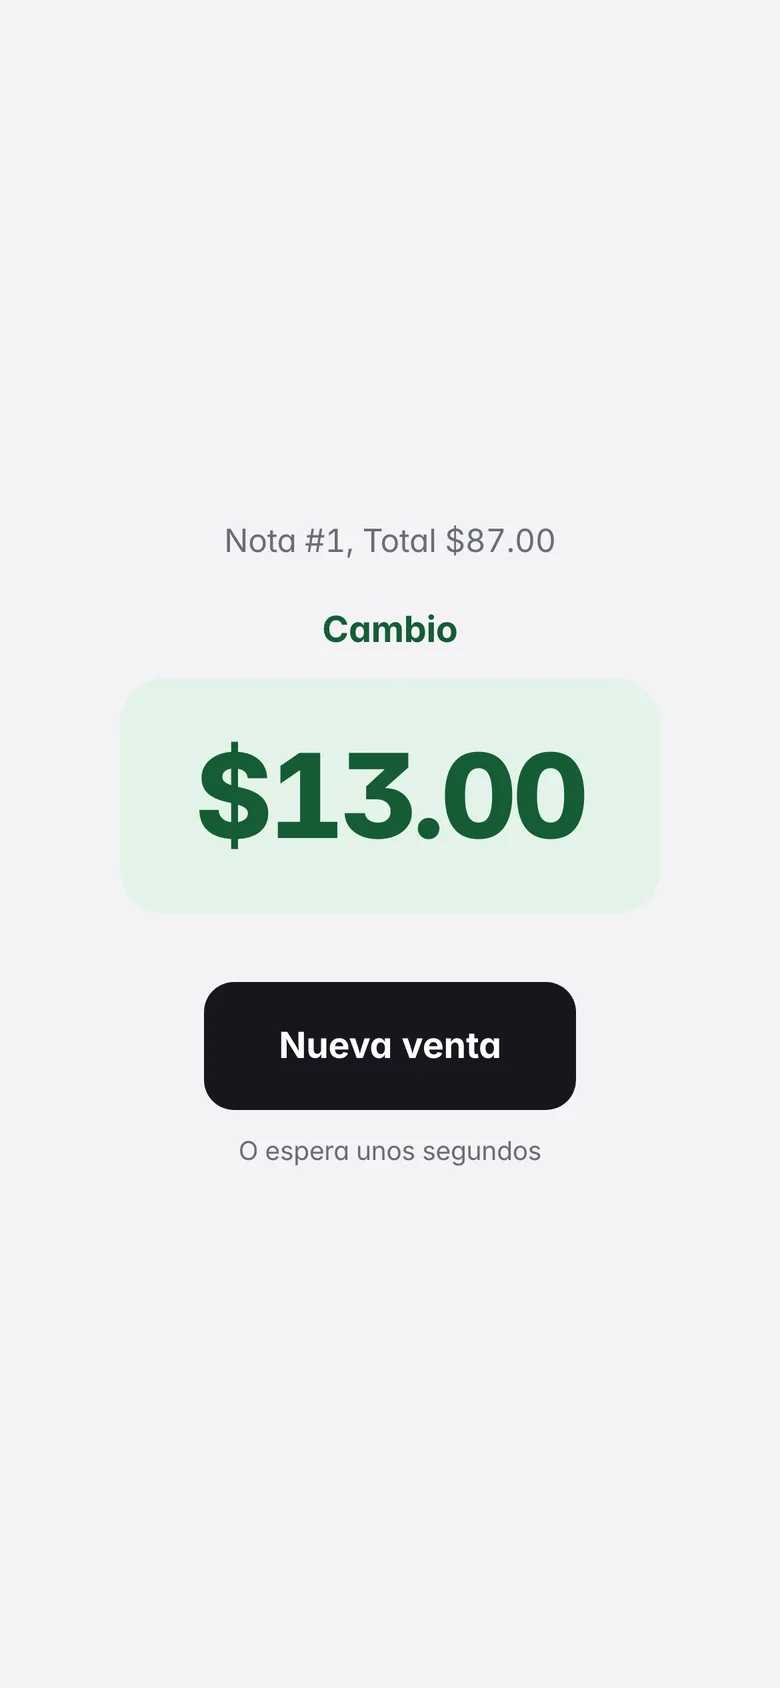 Nota #1, Total $87.00
Cambio
$13.00
Nueva venta
O espera unos segundos